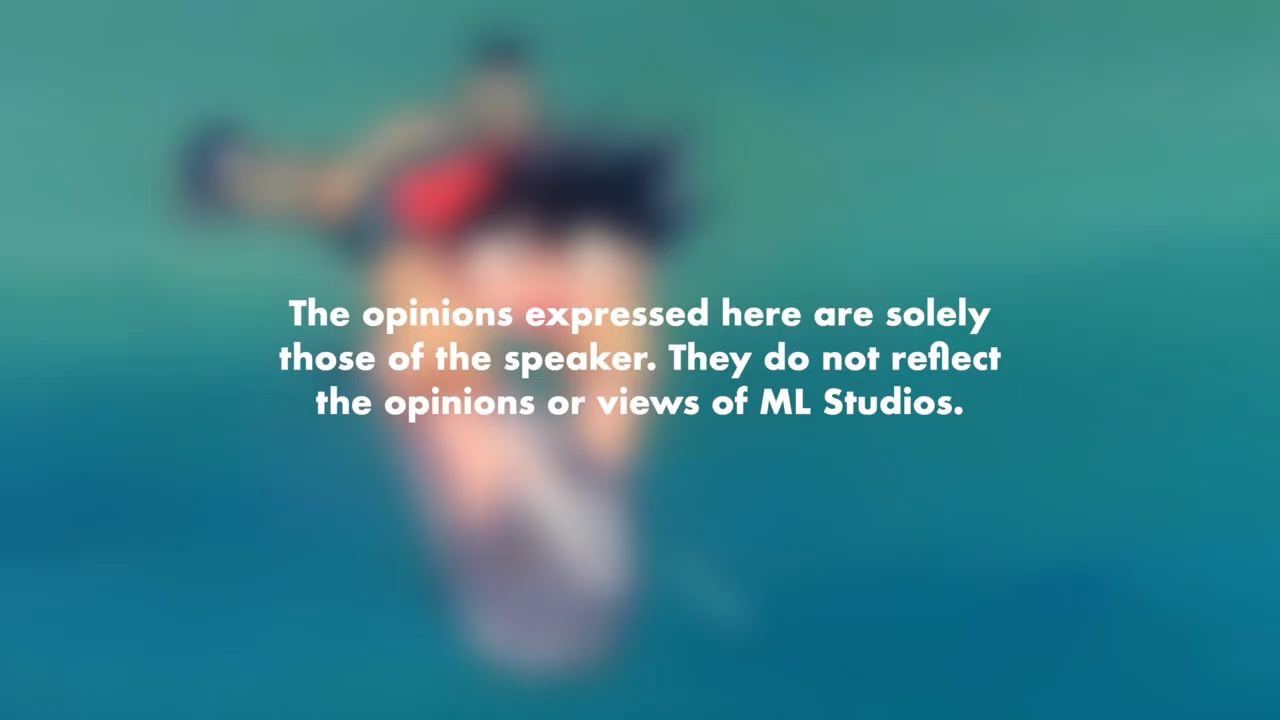 The opinions expressed here are solely
those of the speaker. They do not reflect
the opinions or views of ML Studios.